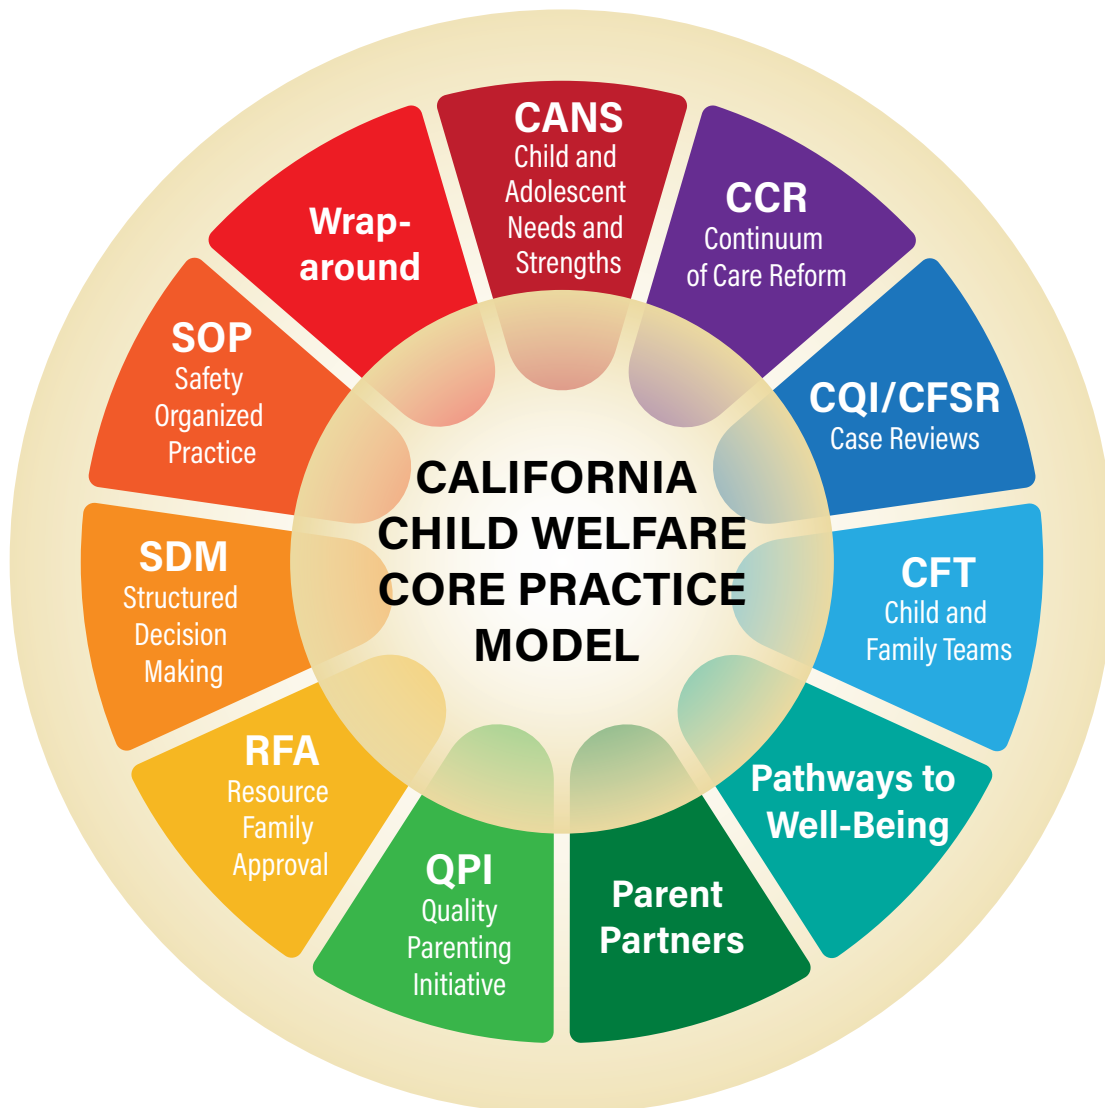 CANS
Child and
Adolescent
Needs and
Strengths
CCR
Continuum
of Care Reform
CQI/CFSR
Case Reviews
CFT
Child and
Family Teams
Pathways to
Well-Being
Parent
Partners
QPI
Quality
Parenting
Initiative
RFA
Resource
Family
Approval
SDM
Structured
Decision
Making
SOP
Safety
Organized
Practice
Wrap-
around
CALIFORNIA
CHILD WELFARE
CORE PRACTICE
MODEL